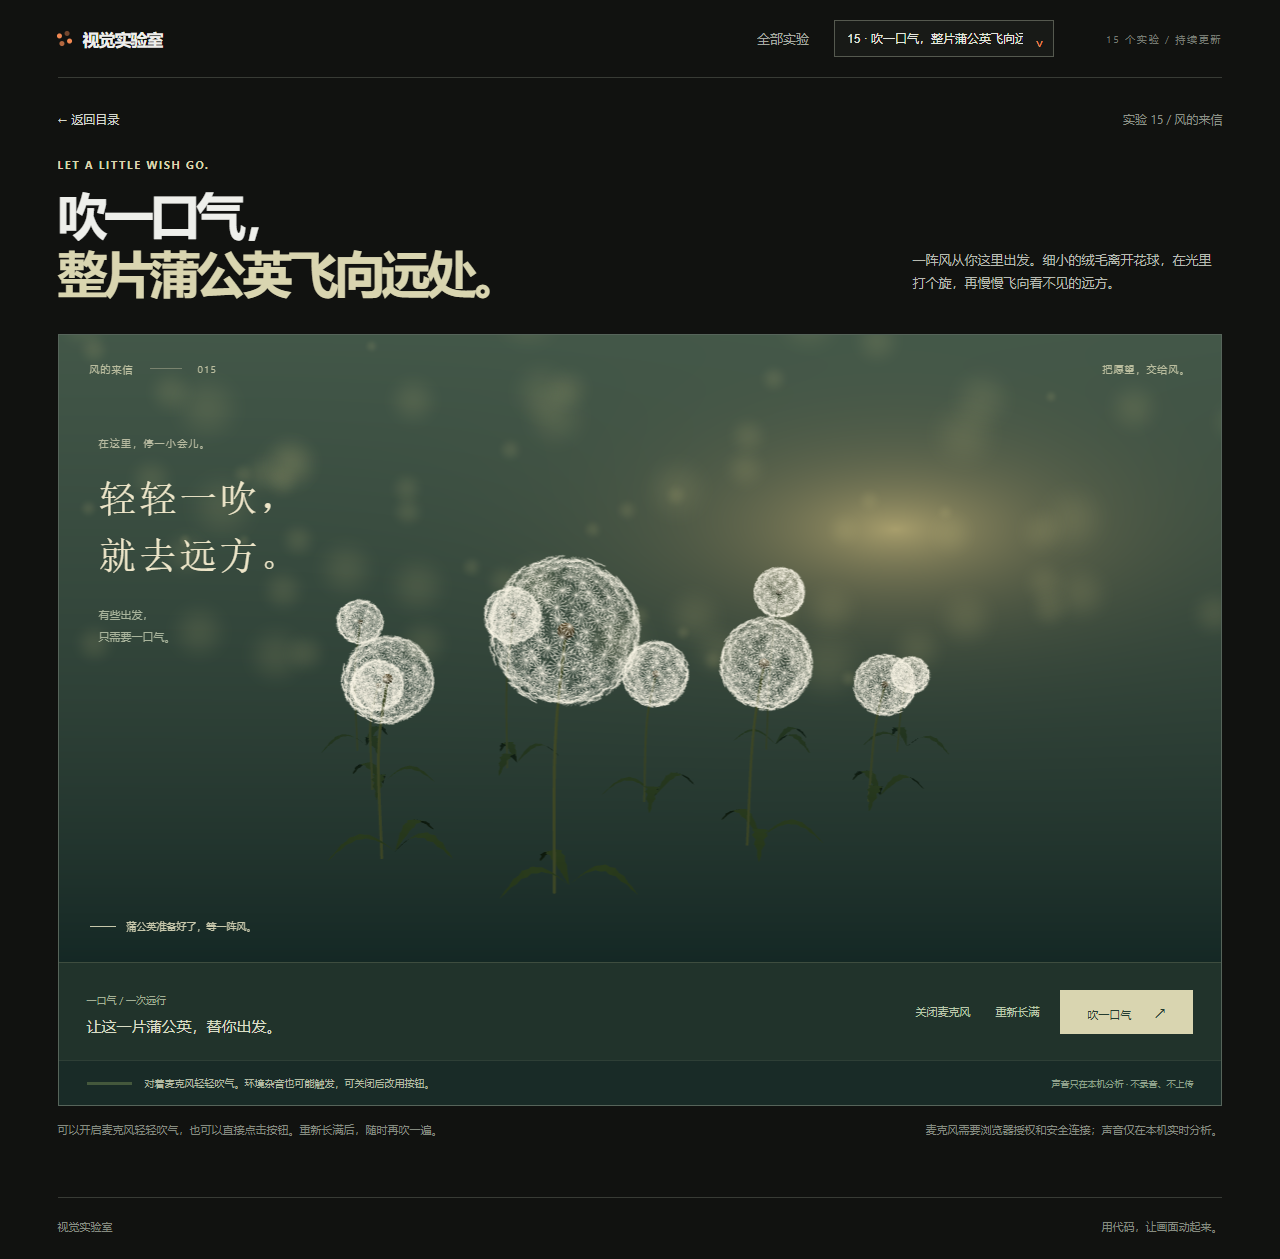 视觉实验室
全部实验
15 · 吹一口气，整片蒲公英飞向远
15 个实验 / 持续更新
← 返回目录
实验 15 / 风的来信
LET A LITTLE WISH GO.
吹一口气，
整片蒲公英飞向远处。
一阵风从你这里出发。细小的绒毛离开花球，在光里
打个旋，再慢慢飞向看不见的远方。
风的来信
015
把愿望，交给风。
在这里，停一小会儿。
轻轻一吹，
就去远方。
有些出发，
只需要一口气。
蒲公英准备好了，等一阵风。
一口气 / 一次远行
让这一片蒲公英，替你出发。
关闭麦克风
重新长满
吹一口气 ↗
对着麦克风轻轻吹气。环境杂音也可能触发，可关闭后改用按钮。
声音只在本机分析 · 不录音、不上传
可以开启麦克风轻轻吹气，也可以直接点击按钮。重新长满后，随时再吹一遍。
麦克风需要浏览器授权和安全连接；声音仅在本机实时分析。
视觉实验室
用代码，让画面动起来。